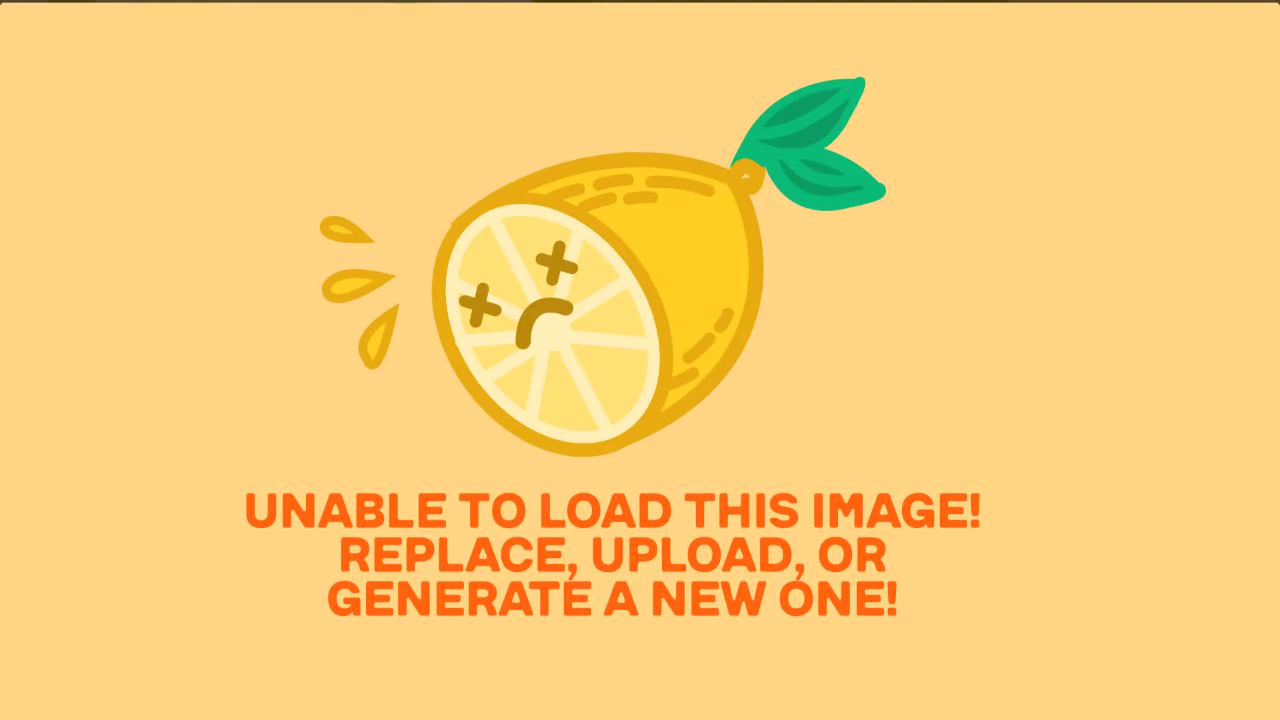 UNABLE TO LOAD THIS IMAGE!
REPLACE, UPLOAD, OR
GENERATE A NEW ONE!